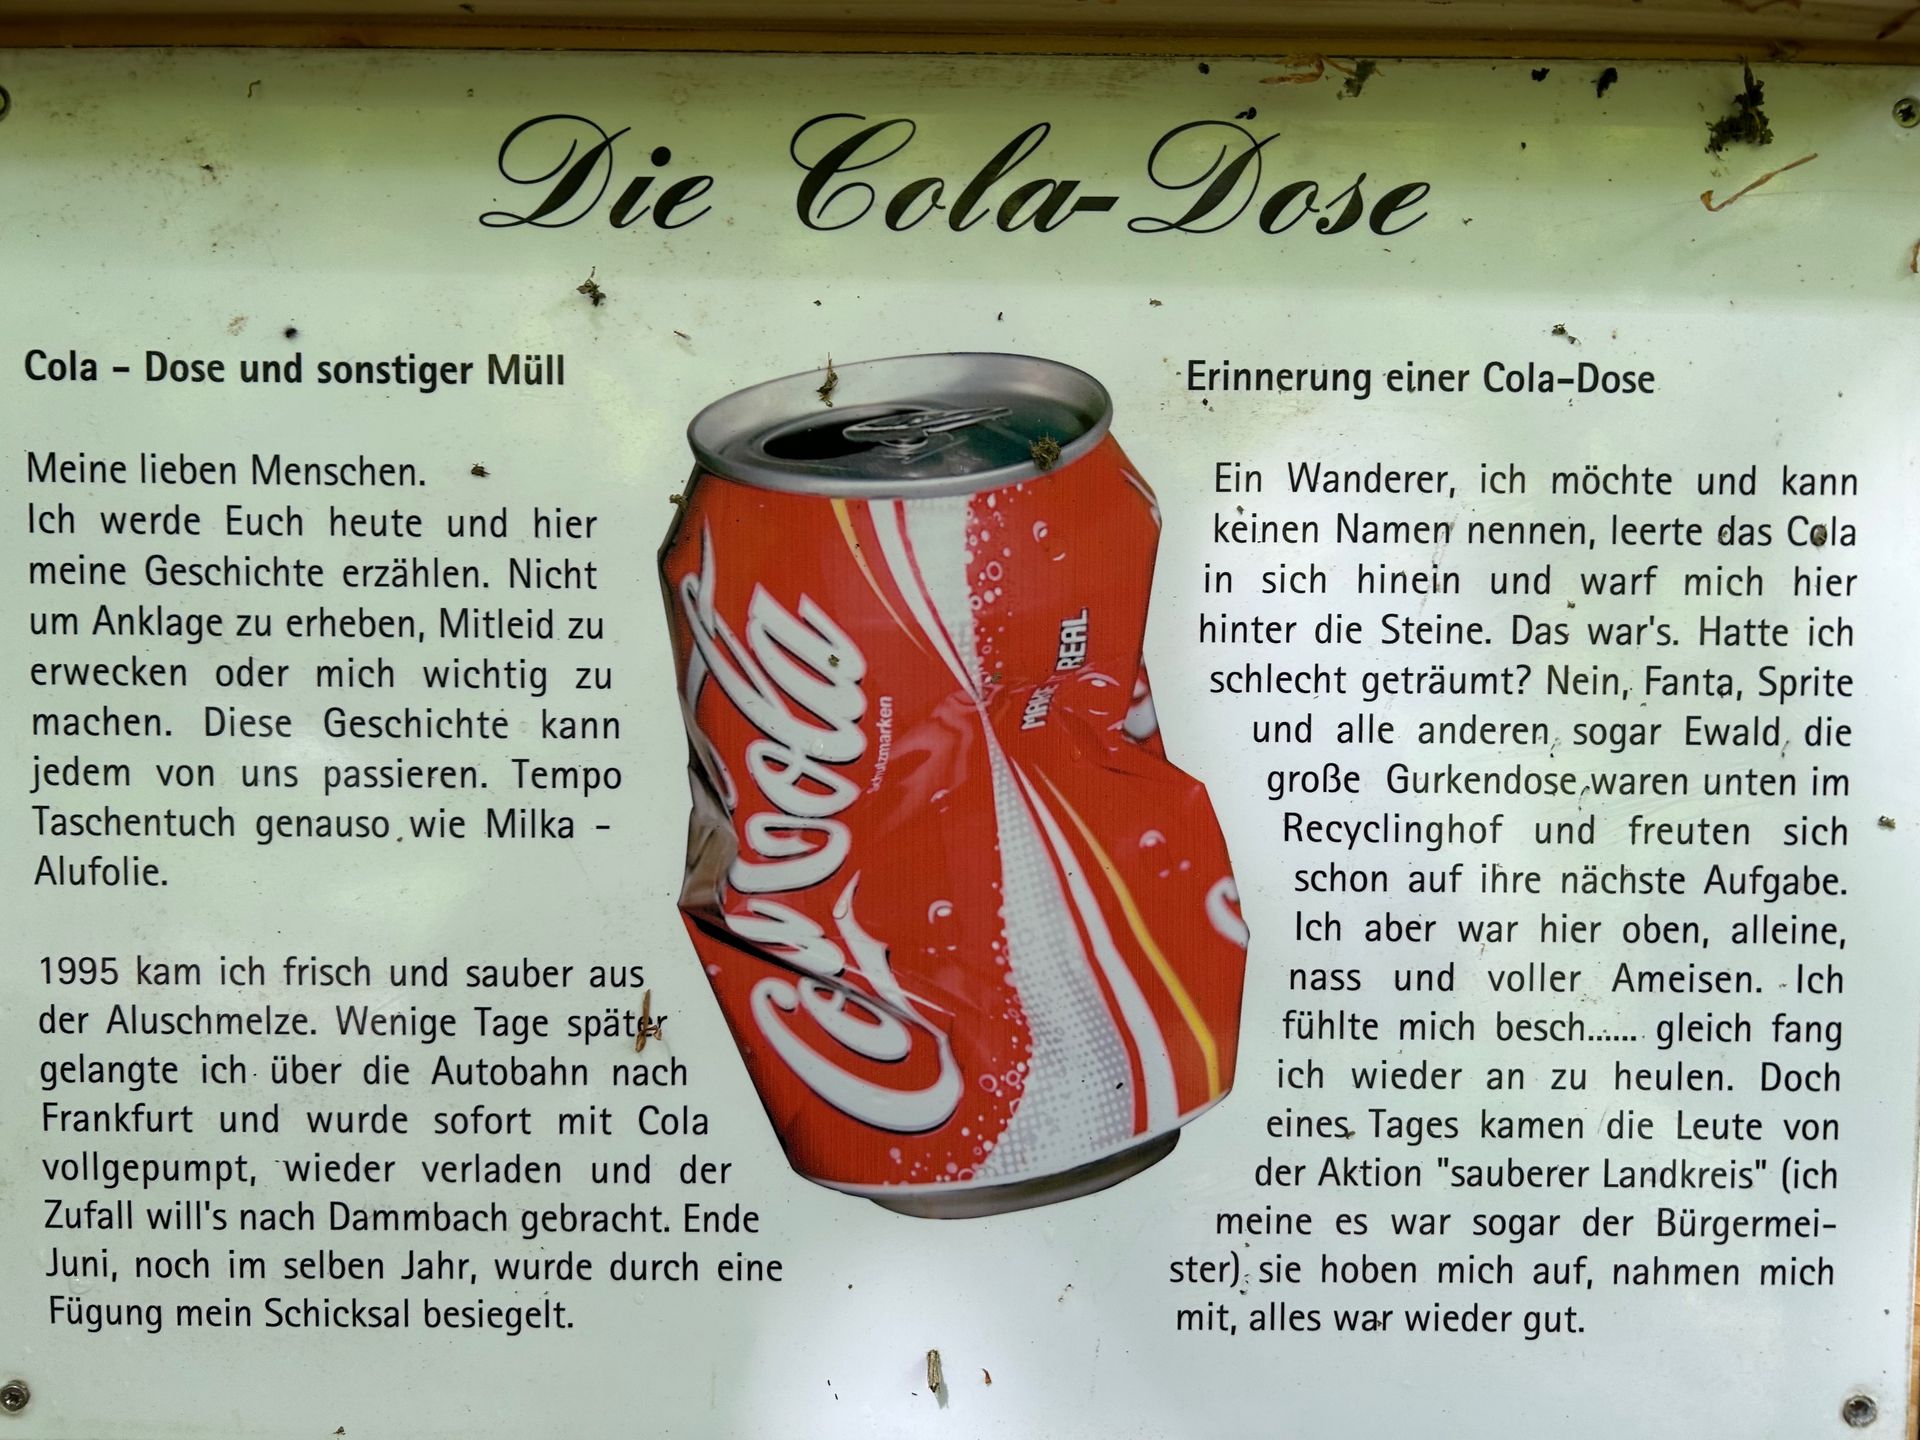 Die Cola-Dose
Cola - Dose und sonstiger Müll
Meine lieben Menschen.
Ich werde Euch heute und hier
meine Geschichte erzählen. Nicht
um Anklage zu erheben, Mitleid zu
erwecken oder mich wichtig zu
machen. Diese Geschichte kann
jedem von uns passieren. Tempo
Taschentuch genauso wie Milka -
Alufolie.
1995 kam ich frisch und sauber aus
der Aluschmelze. Wenige Tage später
gelangte ich über die Autobahn nach
Frankfurt und wurde sofort mit Cola
vollgepumpt, wieder verladen und der
Zufall will's nach Dammbach gebracht. Ende
Juni, noch im selben Jahr, wurde durch eine
Fügung mein Schicksal besiegelt.
Cola
Schutzmarken
REAL
Erinnerung einer Cola-Dose
Ein Wanderer, ich möchte und kann
keinen Namen nennen, leerte das Cola
in sich hinein und warf mich hier
hinter die Steine. Das war's. Hatte ich
schlecht geträumt? Nein, Fanta, Sprite
und alle anderen, sogar Ewald, die
große Gurkendose waren unten im
Recyclinghof und freuten sich
schon auf ihre nächste Aufgabe.
Ich aber war hier oben, alleine,
nass und voller Ameisen. Ich
fühlte mich besch...... gleich fang
ich wieder an zu heulen. Doch
eines Tages kamen die Leute von
der Aktion "sauberer Landkreis" (ich
meine es war sogar der Bürgermei-
ster) sie hoben mich auf, nahmen mich
mit, alles war wieder gut.